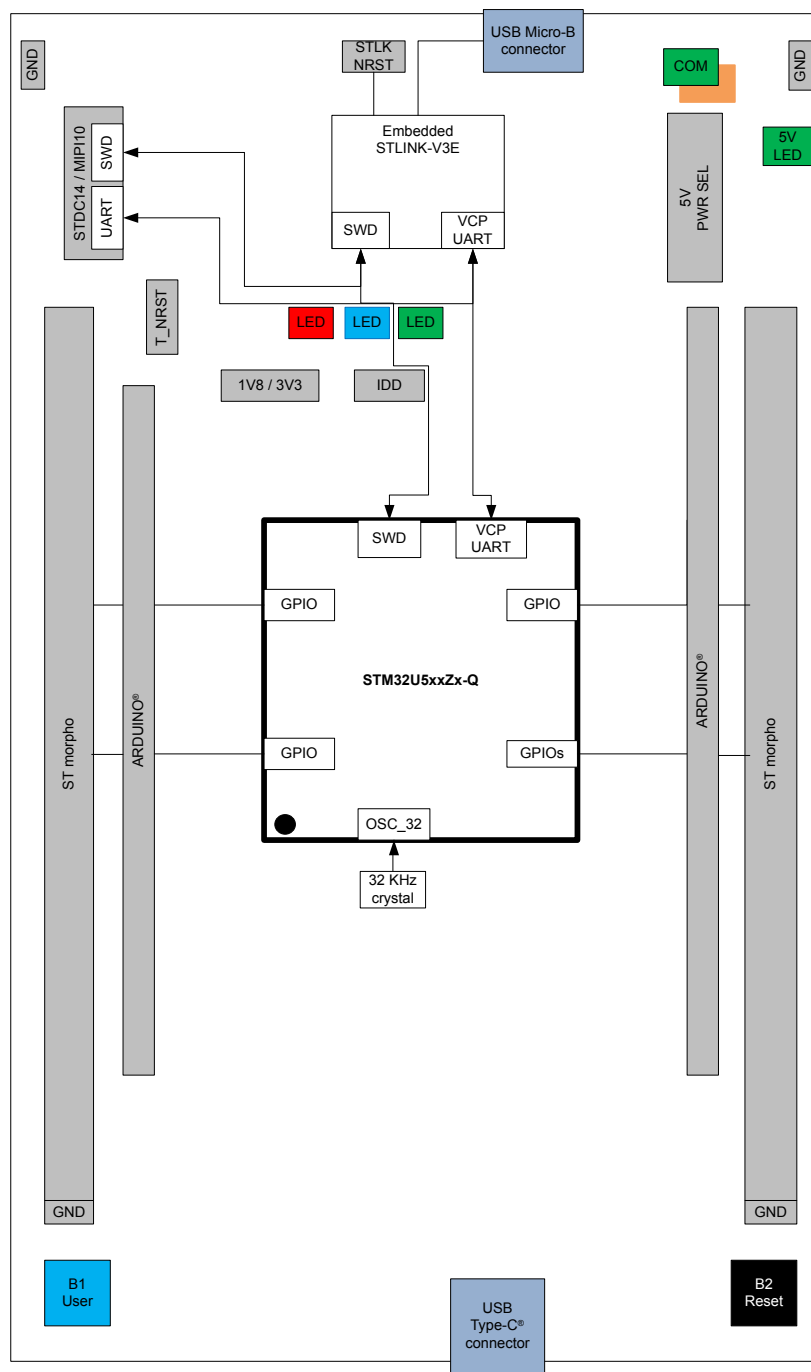 USB Micro-B
connector
STLK
NRST
GND
COM
GND
5V
LED
Embedded
STLINK-V3E
STDC14 / MIPI10
SWD
UART
SWD
VCP
UART
5V
PWR SEL
T_NRST
LED
LED
LED
1V8 / 3V3
IDD
SWD
VCP
UART
GPIO
GPIO
STM32U5xxZx-Q
GPIO
GPIOs
OSC_32
32 KHz
crystal
ST morpho
ARDUINO®
ARDUINO®
ST morpho
GND
GND
B1
User
B2
Reset
USB
Type-C®
connector